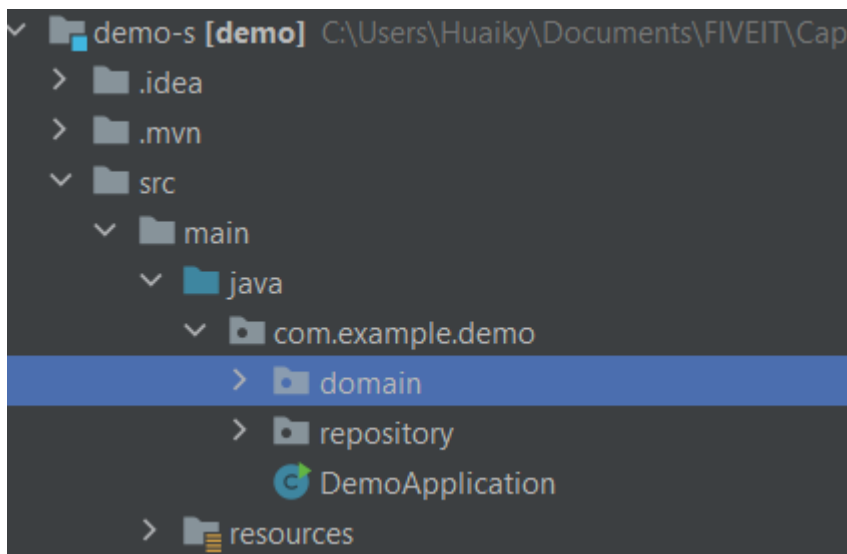 demo-s [demo] C:\Users\Huaiky\Documents\FIVEIT\Cap
.idea
.mvn
src
main
java
com.example.demo
domain
repository
DemoApplication
resources